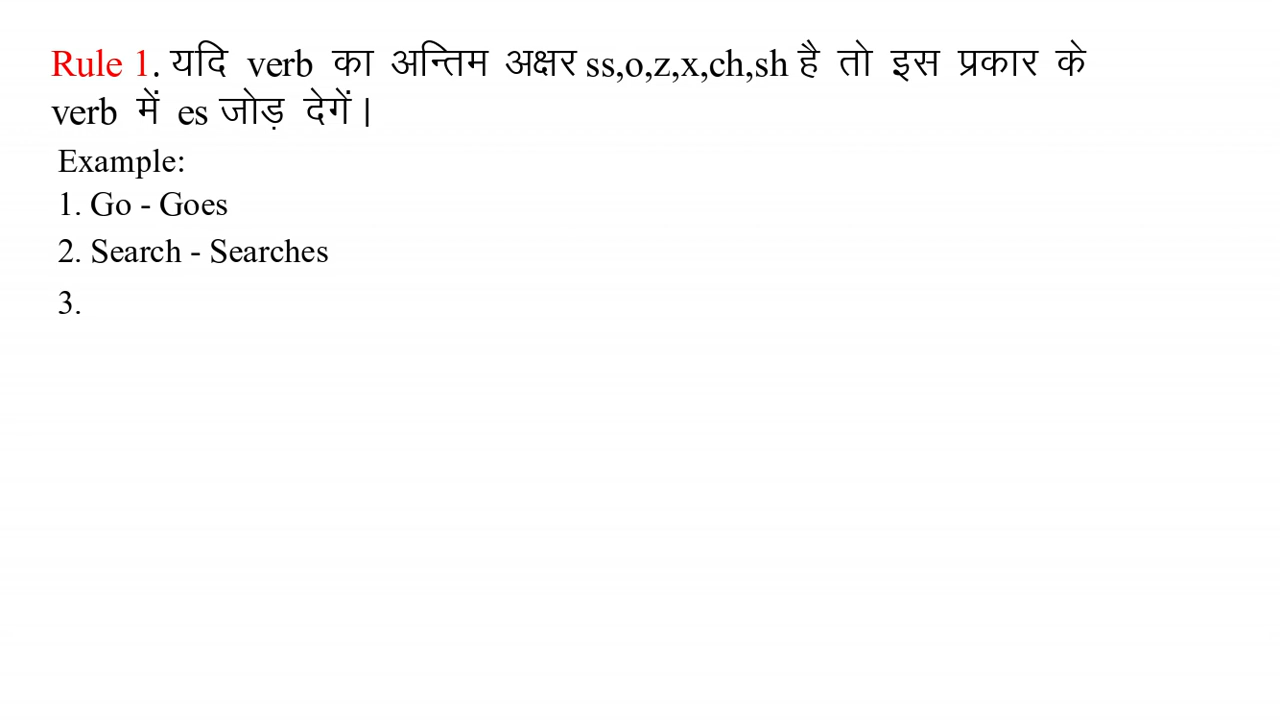 Rule 1. यदि verb का अन्तिम अक्षर ss,o,z,x,ch,sh है तो इस प्रकार के
verb में es जोड़ देगें |
Example:
1. Go - Goes
2. Search - Searches
3.